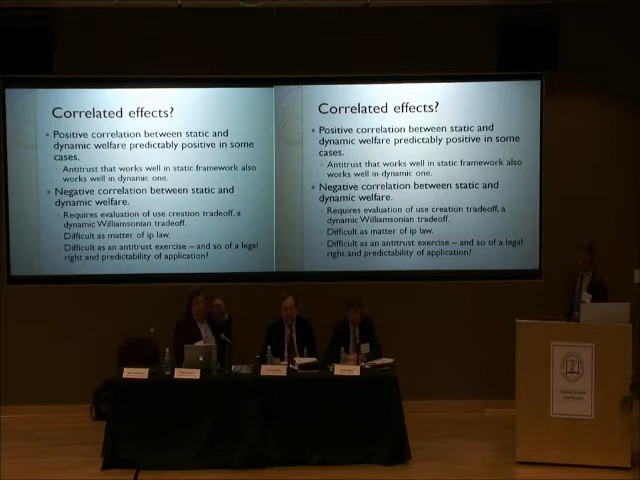 Correlated effects?
Positive correlation between static and
dynamic welfare predictably positive in some
cases.
Antitrust that works well in static framework also
works well in dynamic one.
Negative correlation between static and
dynamic welfare.
Requires evaluation of use creation tradeoff, a
dynamic Williamsonian tradeoff.
Difficult as matter of ip law.
Difficult as an antitrust exercise – and so of a legal
right and predictability of application?
Correlated effects?
Positive correlation between static and
dynamic welfare predictably positive in some
cases.
Antitrust that works well in static framework also
works well in dynamic one.
Negative correlation between static and
dynamic welfare.
Requires evaluation of use creation tradeoff, a
dynamic Williamsonian tradeoff.
Difficult as matter of ip law.
Difficult as an antitrust exercise – and so of a legal
right and predictability of application?